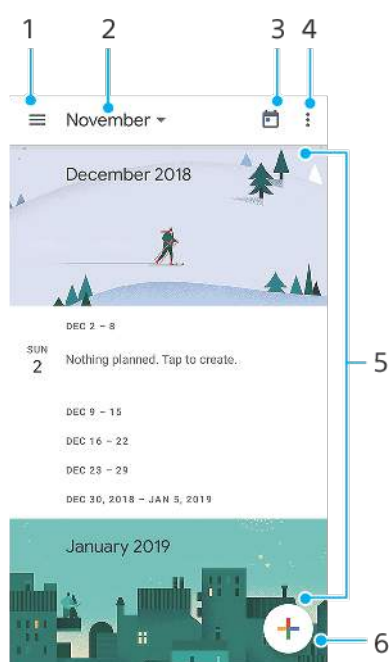 1 2 3 4
November
December 2018
DEC 2 – 8
SUN
2 Nothing planned. Tap to create.
DEC 9 – 15
DEC 16 – 22
DEC 23 – 29
DEC 30, 2018 – JAN 5, 2019
January 2019
5
6